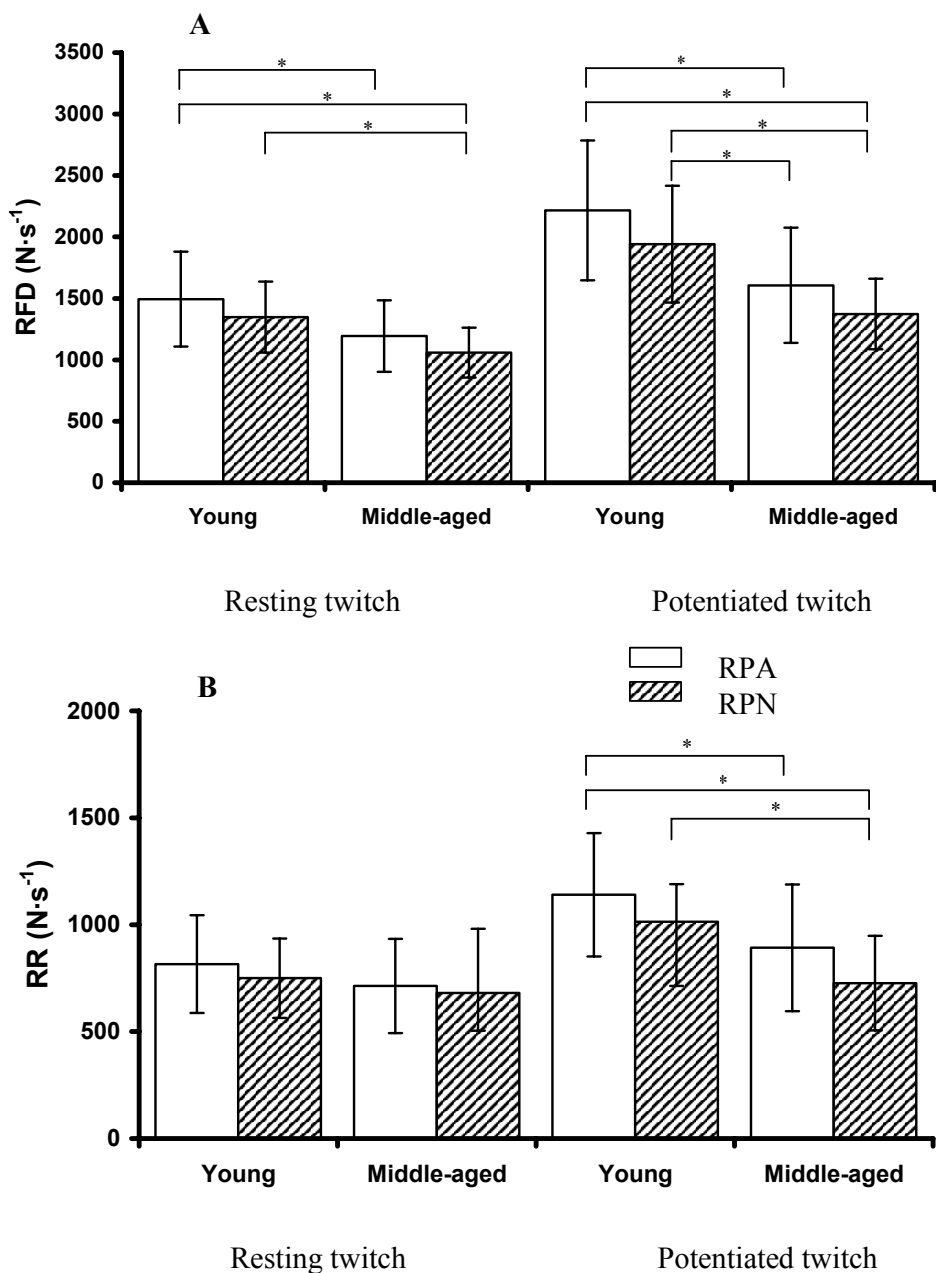 A
3500
3000
2500
2000
1500
1000
500
0
RFD (N·s⁻¹)
*
*
*
*
*
*
*
Young Middle-aged Young Middle-aged
Resting twitch Potentiated twitch
RPA
RPN
B
2000
1500
1000
500
0
RR (N·s⁻¹)
*
*
*
Young Middle-aged Young Middle-aged
Resting twitch Potentiated twitch